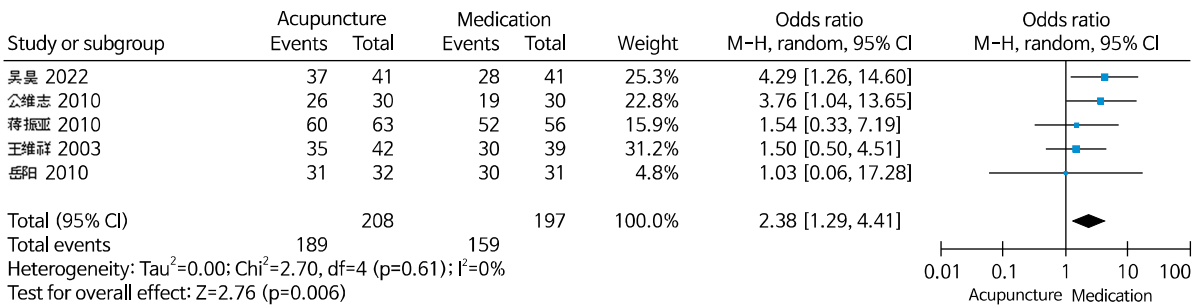 Acupuncture Medication Odds ratio Odds ratio
Study or subgroup Events Total Events Total Weight M-H, random, 95% CI M-H, random, 95% CI
吴昊 2022 37 41 28 41 25.3% 4.29 [1.26, 14.60]
公维志 2010 26 30 19 30 22.8% 3.76 [1.04, 13.65]
蒋振亚 2010 60 63 52 56 15.9% 1.54 [0.33, 7.19]
王维祥 2003 35 42 30 39 31.2% 1.50 [0.50, 4.51]
岳阳 2010 31 32 30 31 4.8% 1.03 [0.06, 17.28]
Total (95% CI) 208 197 100.0% 2.38 [1.29, 4.41]
Total events 189 159
Heterogeneity: Tau²=0.00; Chi²=2.70, df=4 (p=0.61); I²=0%
Test for overall effect: Z=2.76 (p=0.006)
0.01 0.1 1 10 100
Acupuncture Medication